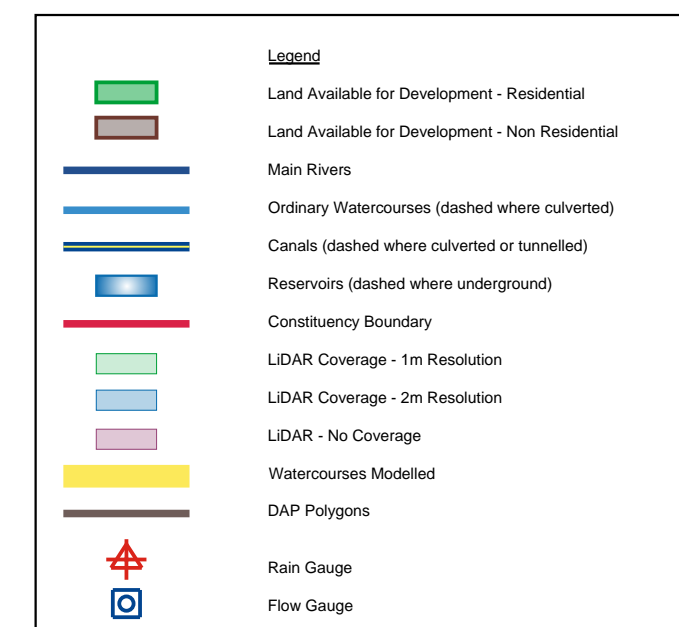 Legend
Land Available for Development - Residential
Land Available for Development - Non Residential
Main Rivers
Ordinary Watercourses (dashed where culverted)
Canals (dashed where culverted or tunnelled)
Reservoirs (dashed where underground)
Constituency Boundary
LiDAR Coverage - 1m Resolution
LiDAR Coverage - 2m Resolution
LiDAR - No Coverage
Watercourses Modelled
DAP Polygons
Rain Gauge
Flow Gauge